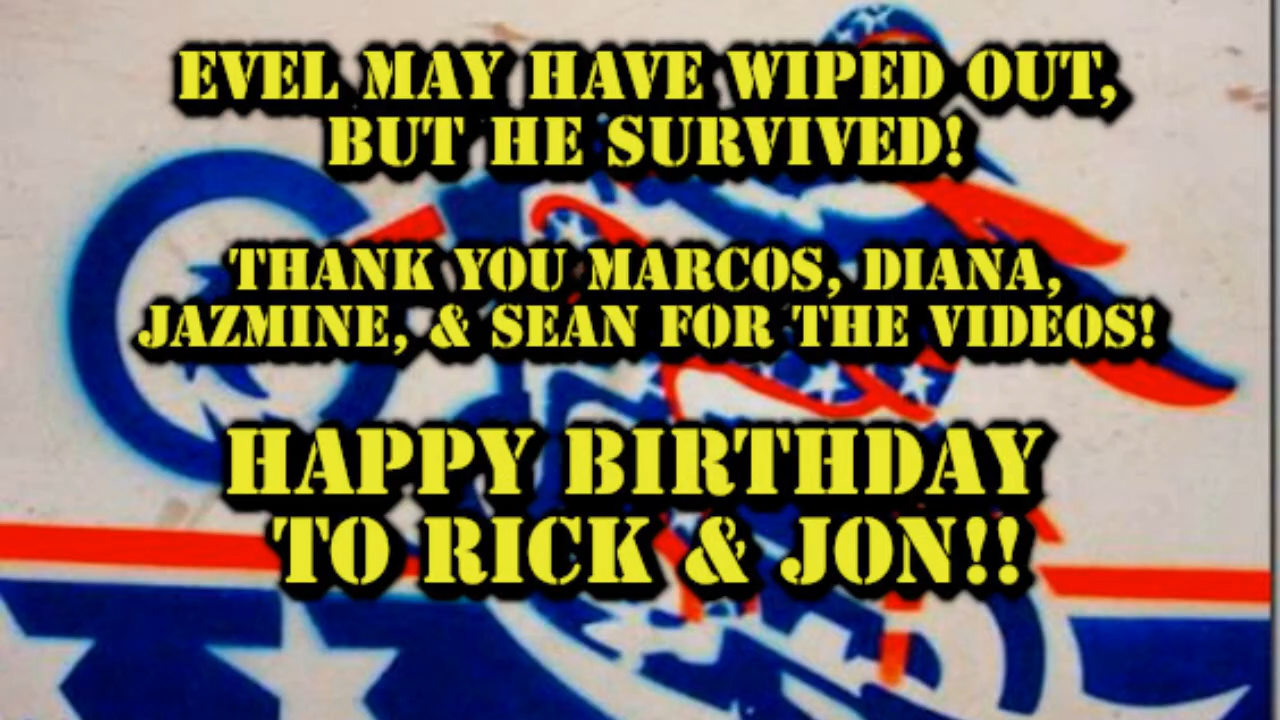 EVEL MAY HAVE WIPED OUT,
BUT HE SURVIVED!
THANK YOU MARCOS, DIANA,
JAZMINE, & SEAN FOR THE VIDEOS!
HAPPY BIRTHDAY
TO RICK & JON!!